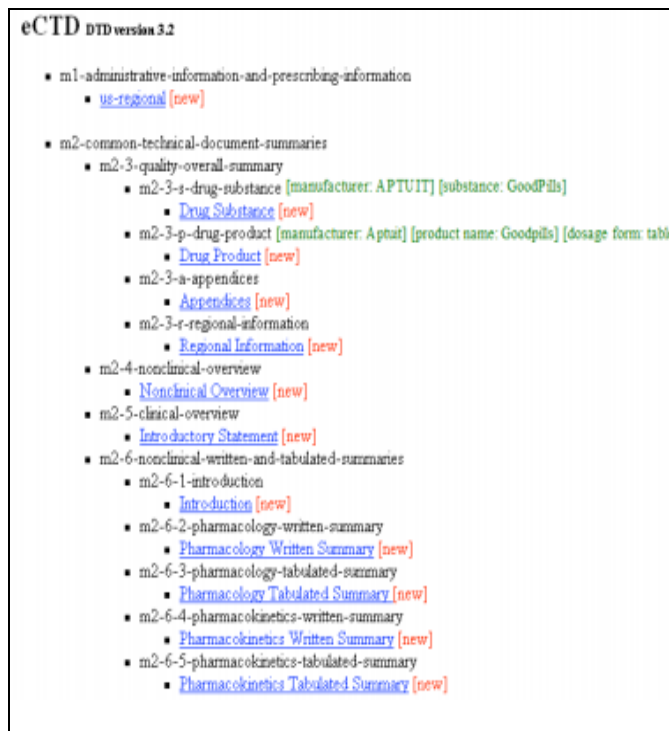 eCTD DTD version 3.2
m1-administrative-information-and-prescribing-information
us-regional [new]
m2-common-technical-document-summaries
m2-3-quality-overall-summary
m2-3-s-drug-substance [manufacturer: APTUIT] [substance: GoodPills]
Drug Substance [new]
m2-3-p-drug-product [manufacturer: Aptuit] [product name: Goodpills] [dosage form: table
Drug Product [new]
m2-3-a-appendices
Appendices [new]
m2-3-r-regional-information
Regional Information [new]
m2-4-nonclinical-overview
Nonclinical Overview [new]
m2-5-clinical-overview
Introductory Statement [new]
m2-6-nonclinical-written-and-tabulated-summaries
m2-6-1-introduction
Introduction [new]
m2-6-2-pharmacology-written-summary
Pharmacology Written Summary [new]
m2-6-3-pharmacology-tabulated-summary
Pharmacology Tabulated Summary [new]
m2-6-4-pharmacokinetics-written-summary
Pharmacokinetics Written Summary [new]
m2-6-5-pharmacokinetics-tabulated-summary
Pharmacokinetics Tabulated Summary [new]